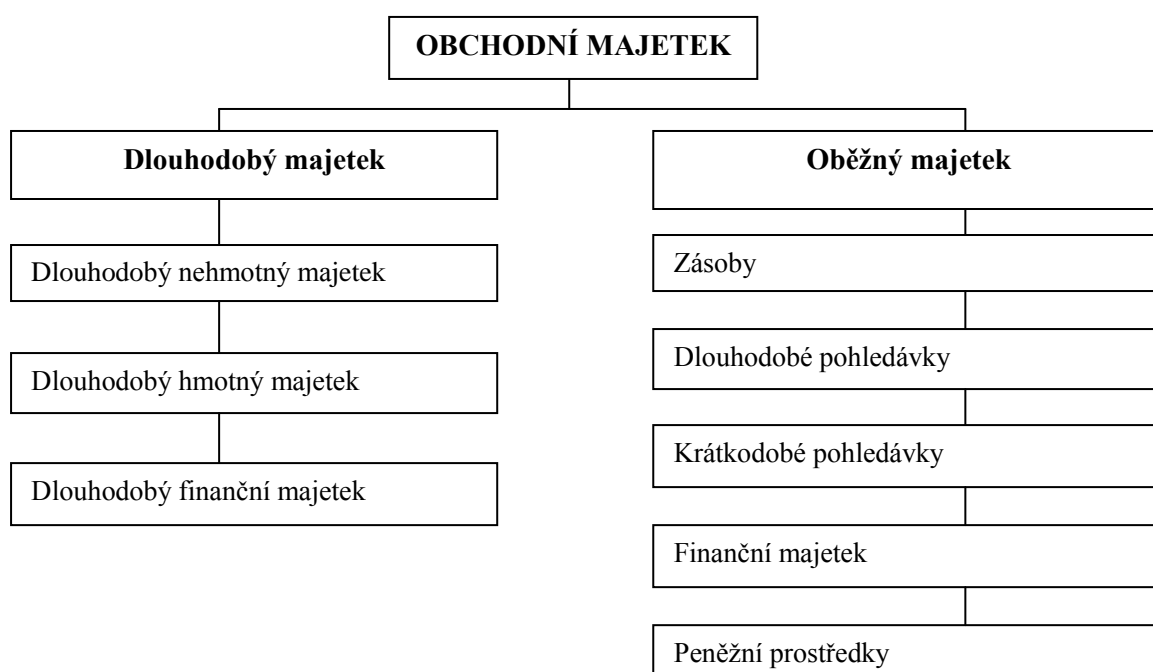 OBCHODNÍ MAJETEK
Dlouhodobý majetek
Dlouhodobý nehmotný majetek
Dlouhodobý hmotný majetek
Dlouhodobý finanční majetek
Oběžný majetek
Zásoby
Dlouhodobé pohledávky
Krátkodobé pohledávky
Finanční majetek
Peněžní prostředky